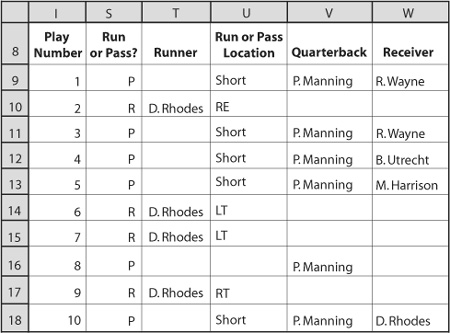 I S T U V W
8 Play Number Run or Pass? Runner Run or Pass Location Quarterback Receiver
9 1 P Short P. Manning R. Wayne
10 2 R D. Rhodes RE
11 3 P Short P. Manning R. Wayne
12 4 P Short P. Manning B. Utrecht
13 5 P Short P. Manning M. Harrison
14 6 R D. Rhodes LT
15 7 R D. Rhodes LT
16 8 P P. Manning
17 9 R D. Rhodes RT
18 10 P Short P. Manning D. Rhodes